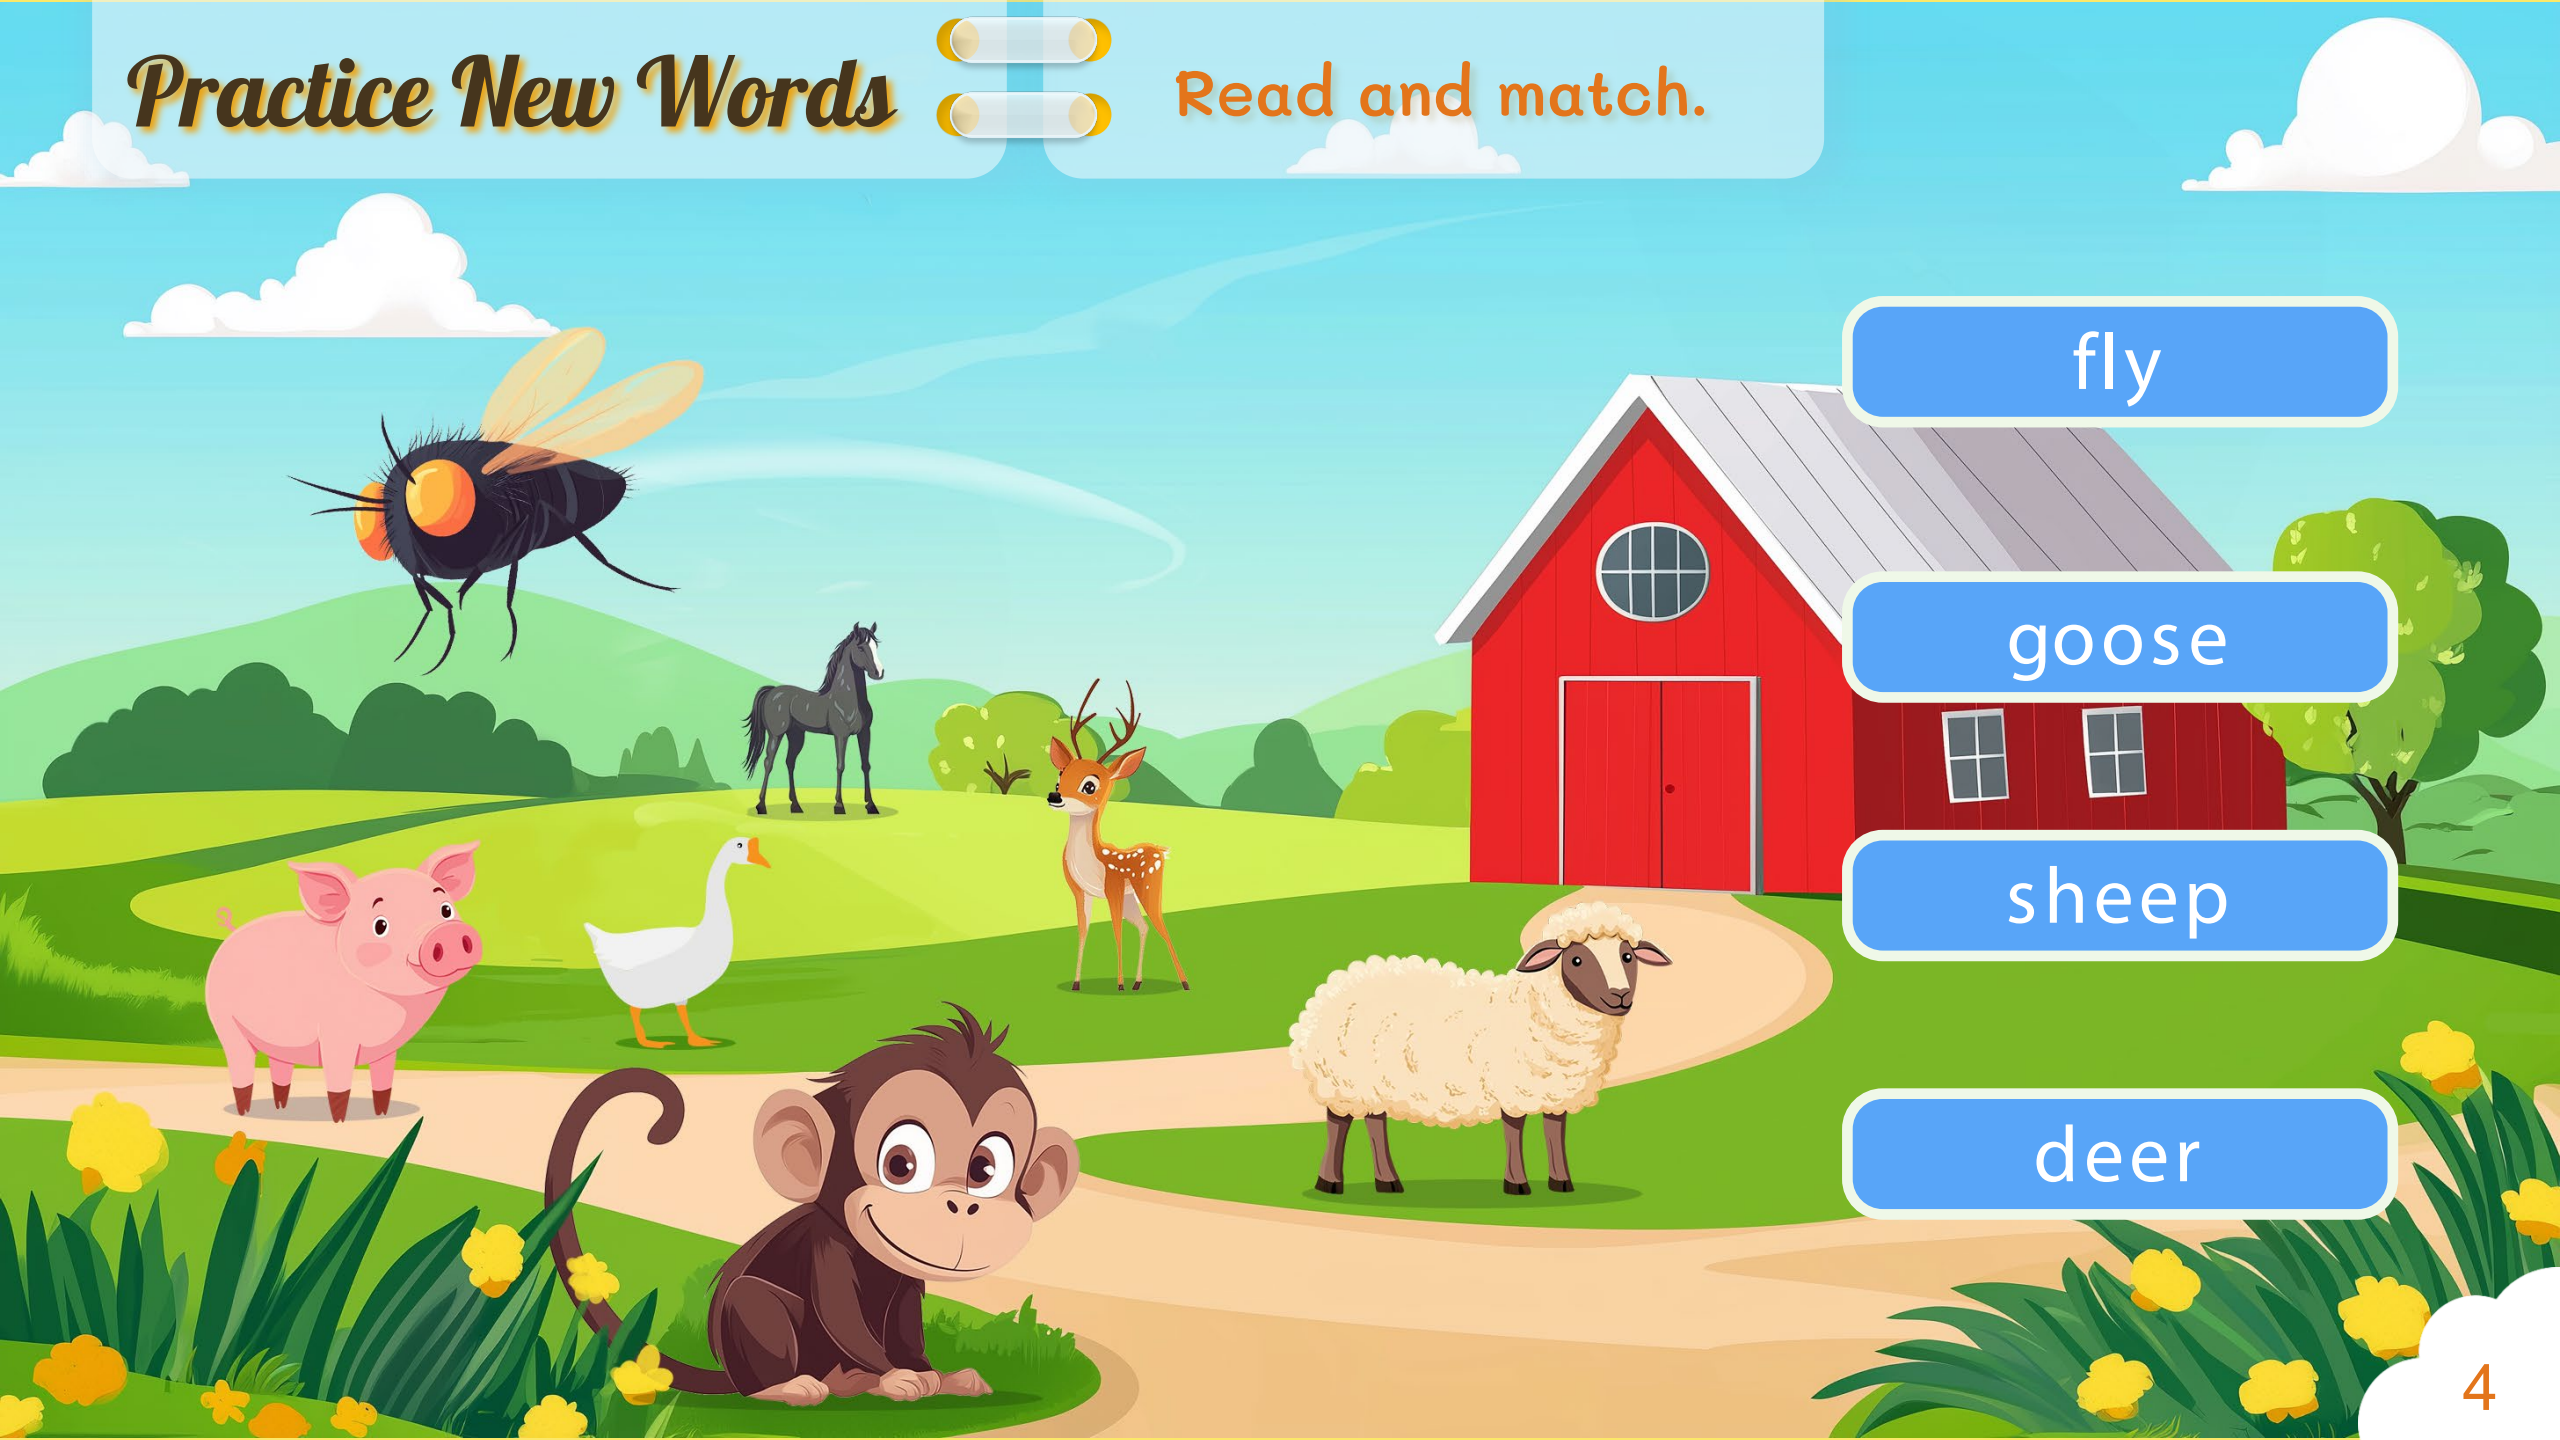 Practice New Words
Read and match.
fly
goose
sheep
deer
4